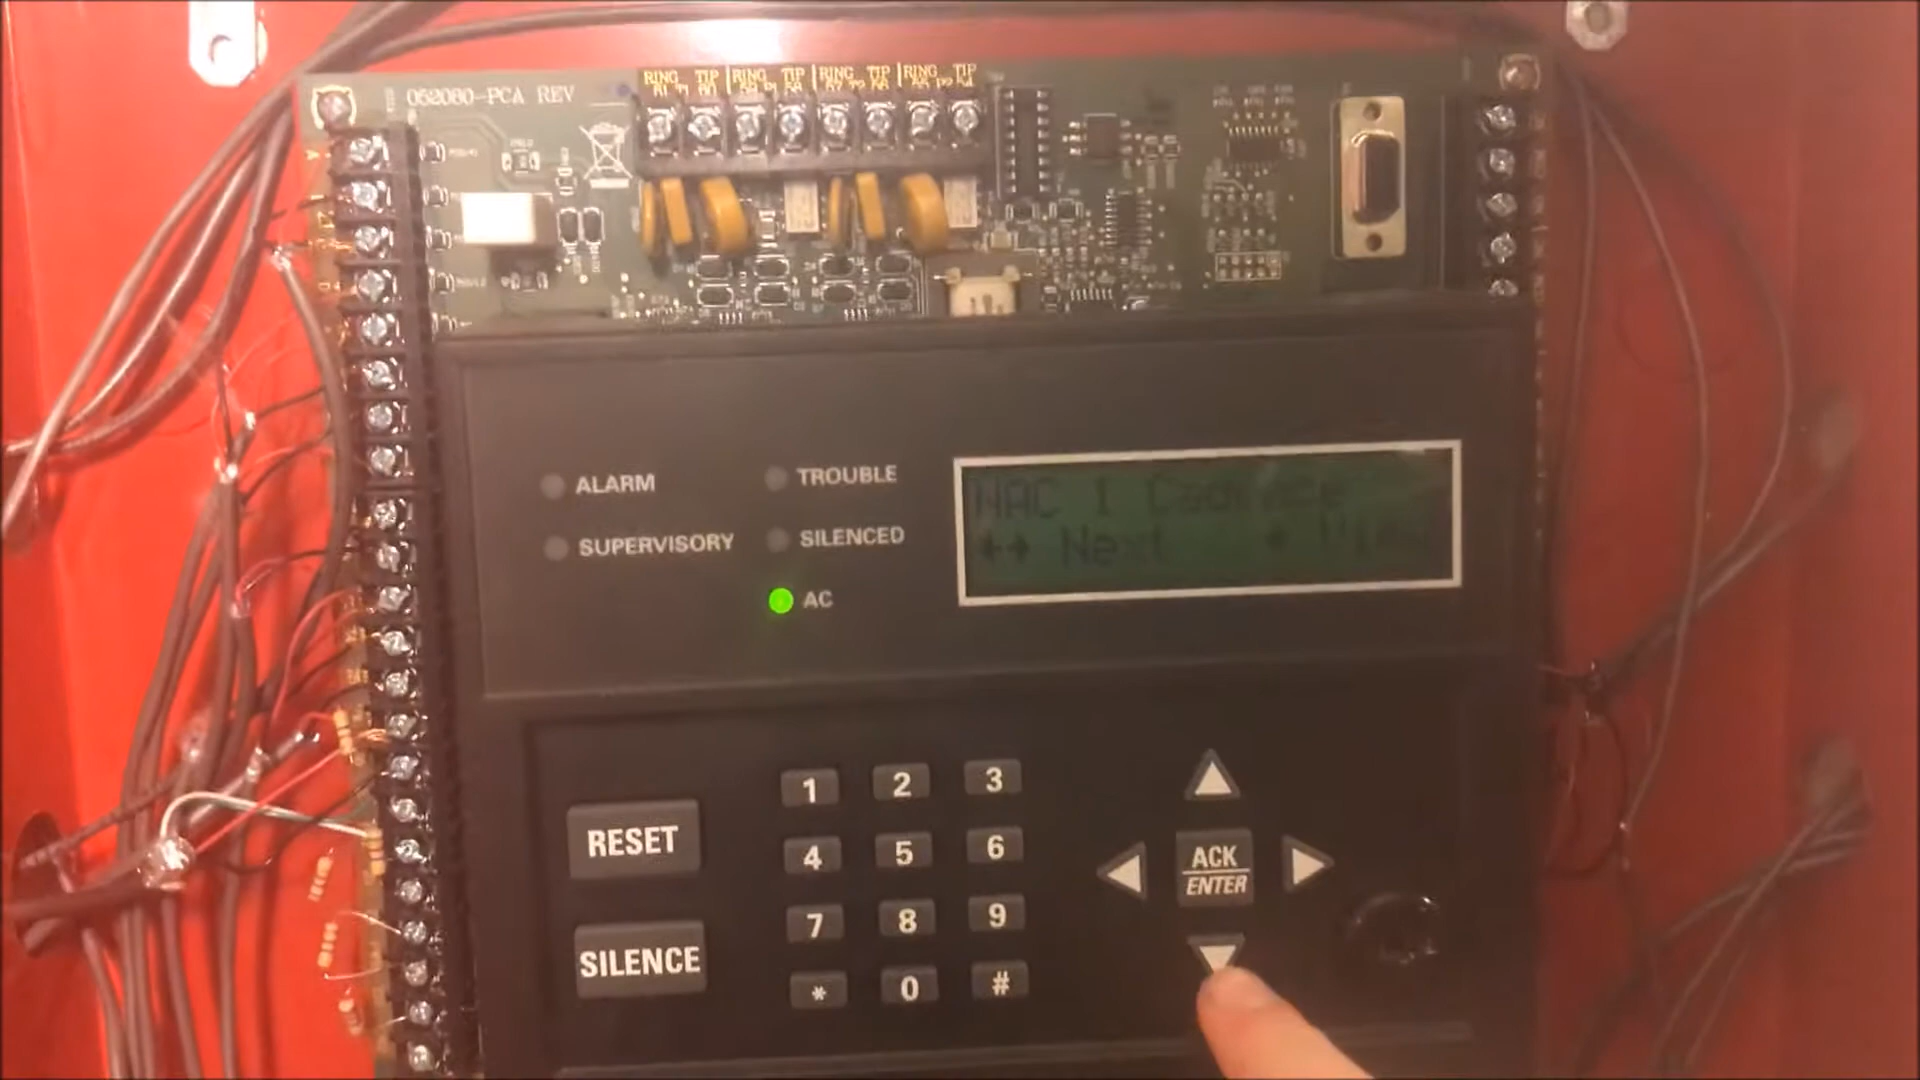 052080-PCA REV
RING TIP RING TIP RING TIP RING TIP
ALARM
TROUBLE
SUPERVISORY
SILENCED
AC
NAC 1 Cadence
←→ Next
RESET
SILENCE
1 2 3
4 5 6
7 8 9
* 0 #
ACK
ENTER